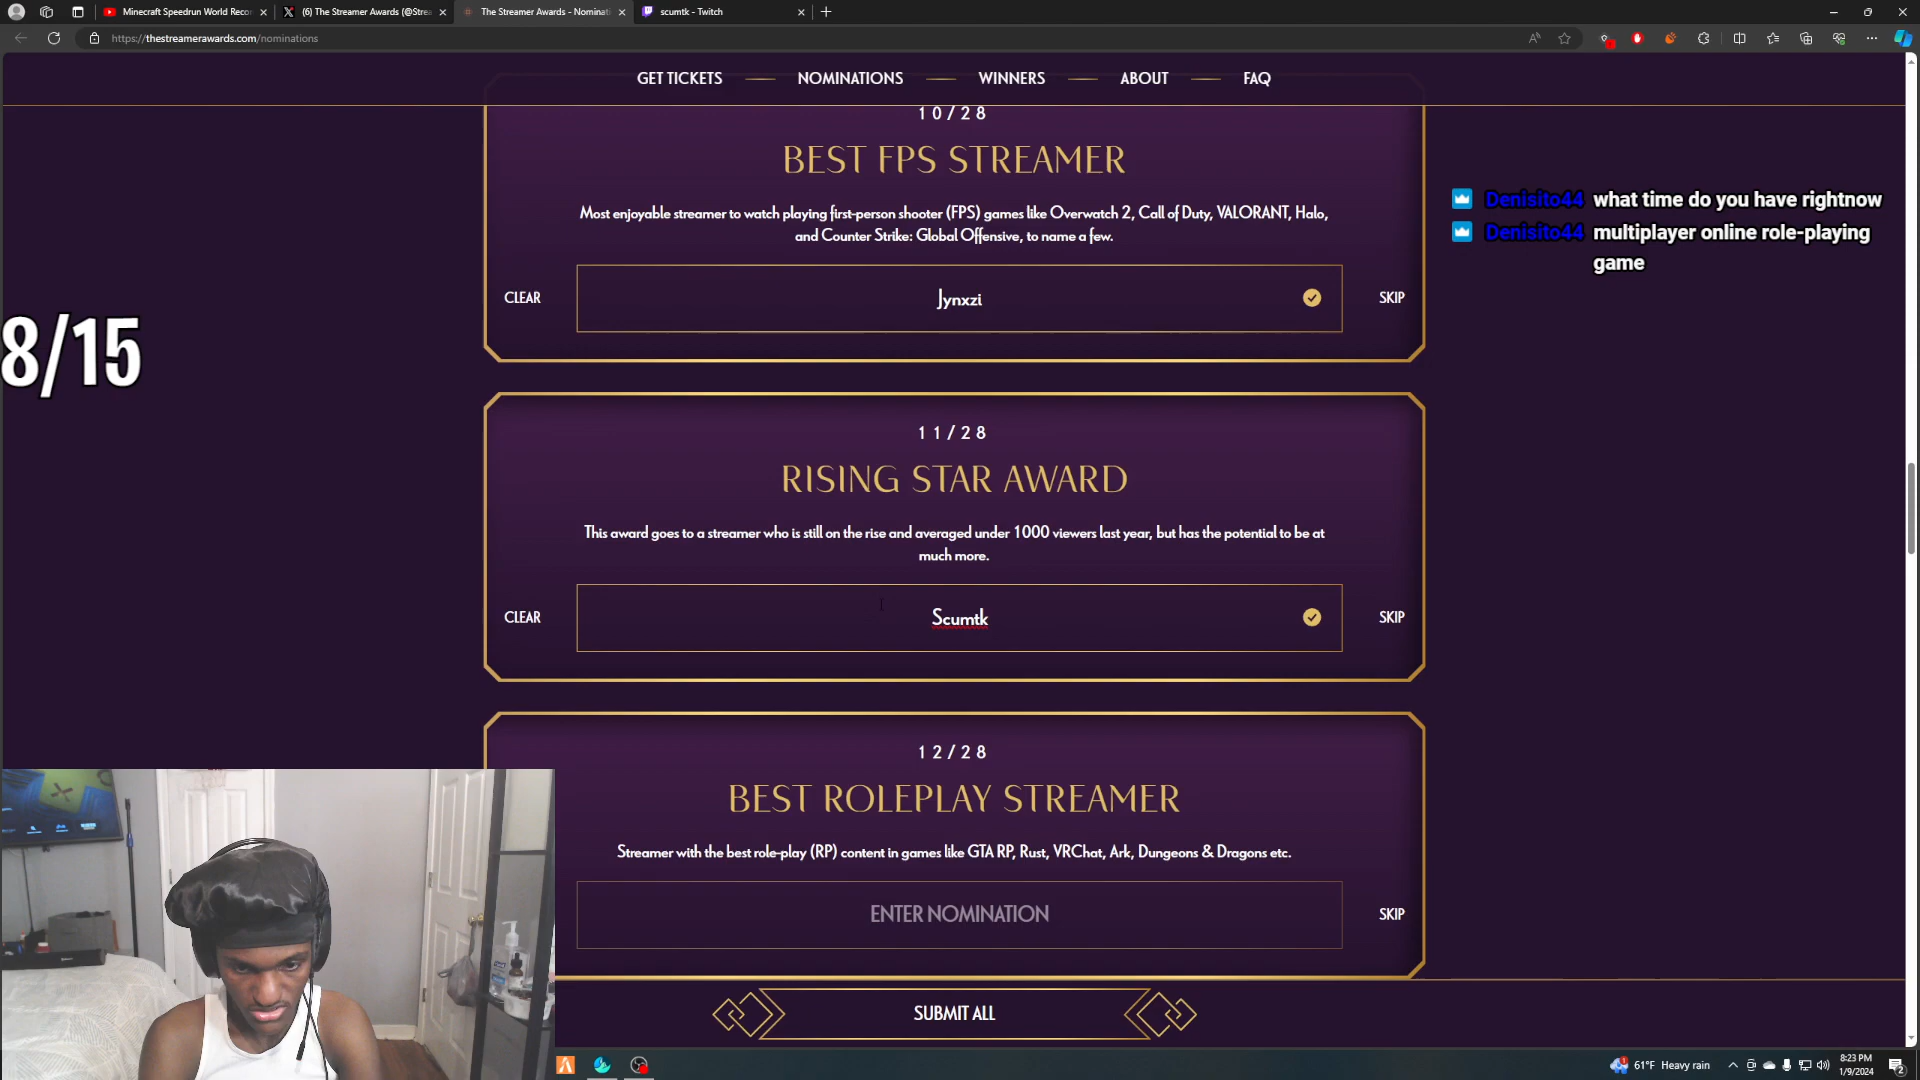 Minecraft Speedrun World Recor
(6) The Streamer Awards (@Strea
The Streamer Awards - Nominati
scumtk - Twitch
https://thestreamerawards.com/nominations
GET TICKETS
NOMINATIONS
WINNERS
ABOUT
FAQ
10/28
BEST FPS STREAMER
Most enjoyable streamer to watch playing first-person shooter (FPS) games like Overwatch 2, Call of Duty, VALORANT, Halo,
and Counter Strike: Global Offensive, to name a few.
CLEAR
Jynxzi
SKIP
Denisito44 what time do you have rightnow
Denisito44 multiplayer online role-playing
game
8/15
11/28
RISING STAR AWARD
This award goes to a streamer who is still on the rise and averaged under 1000 viewers last year, but has the potential to be at
much more.
CLEAR
Scumtk
SKIP
12/28
BEST ROLEPLAY STREAMER
Streamer with the best role-play (RP) content in games like GTA RP, Rust, VRChat, Ark, Dungeons & Dragons etc.
ENTER NOMINATION
SKIP
SUBMIT ALL
61°F Heavy rain
8:23 PM
1/9/2024